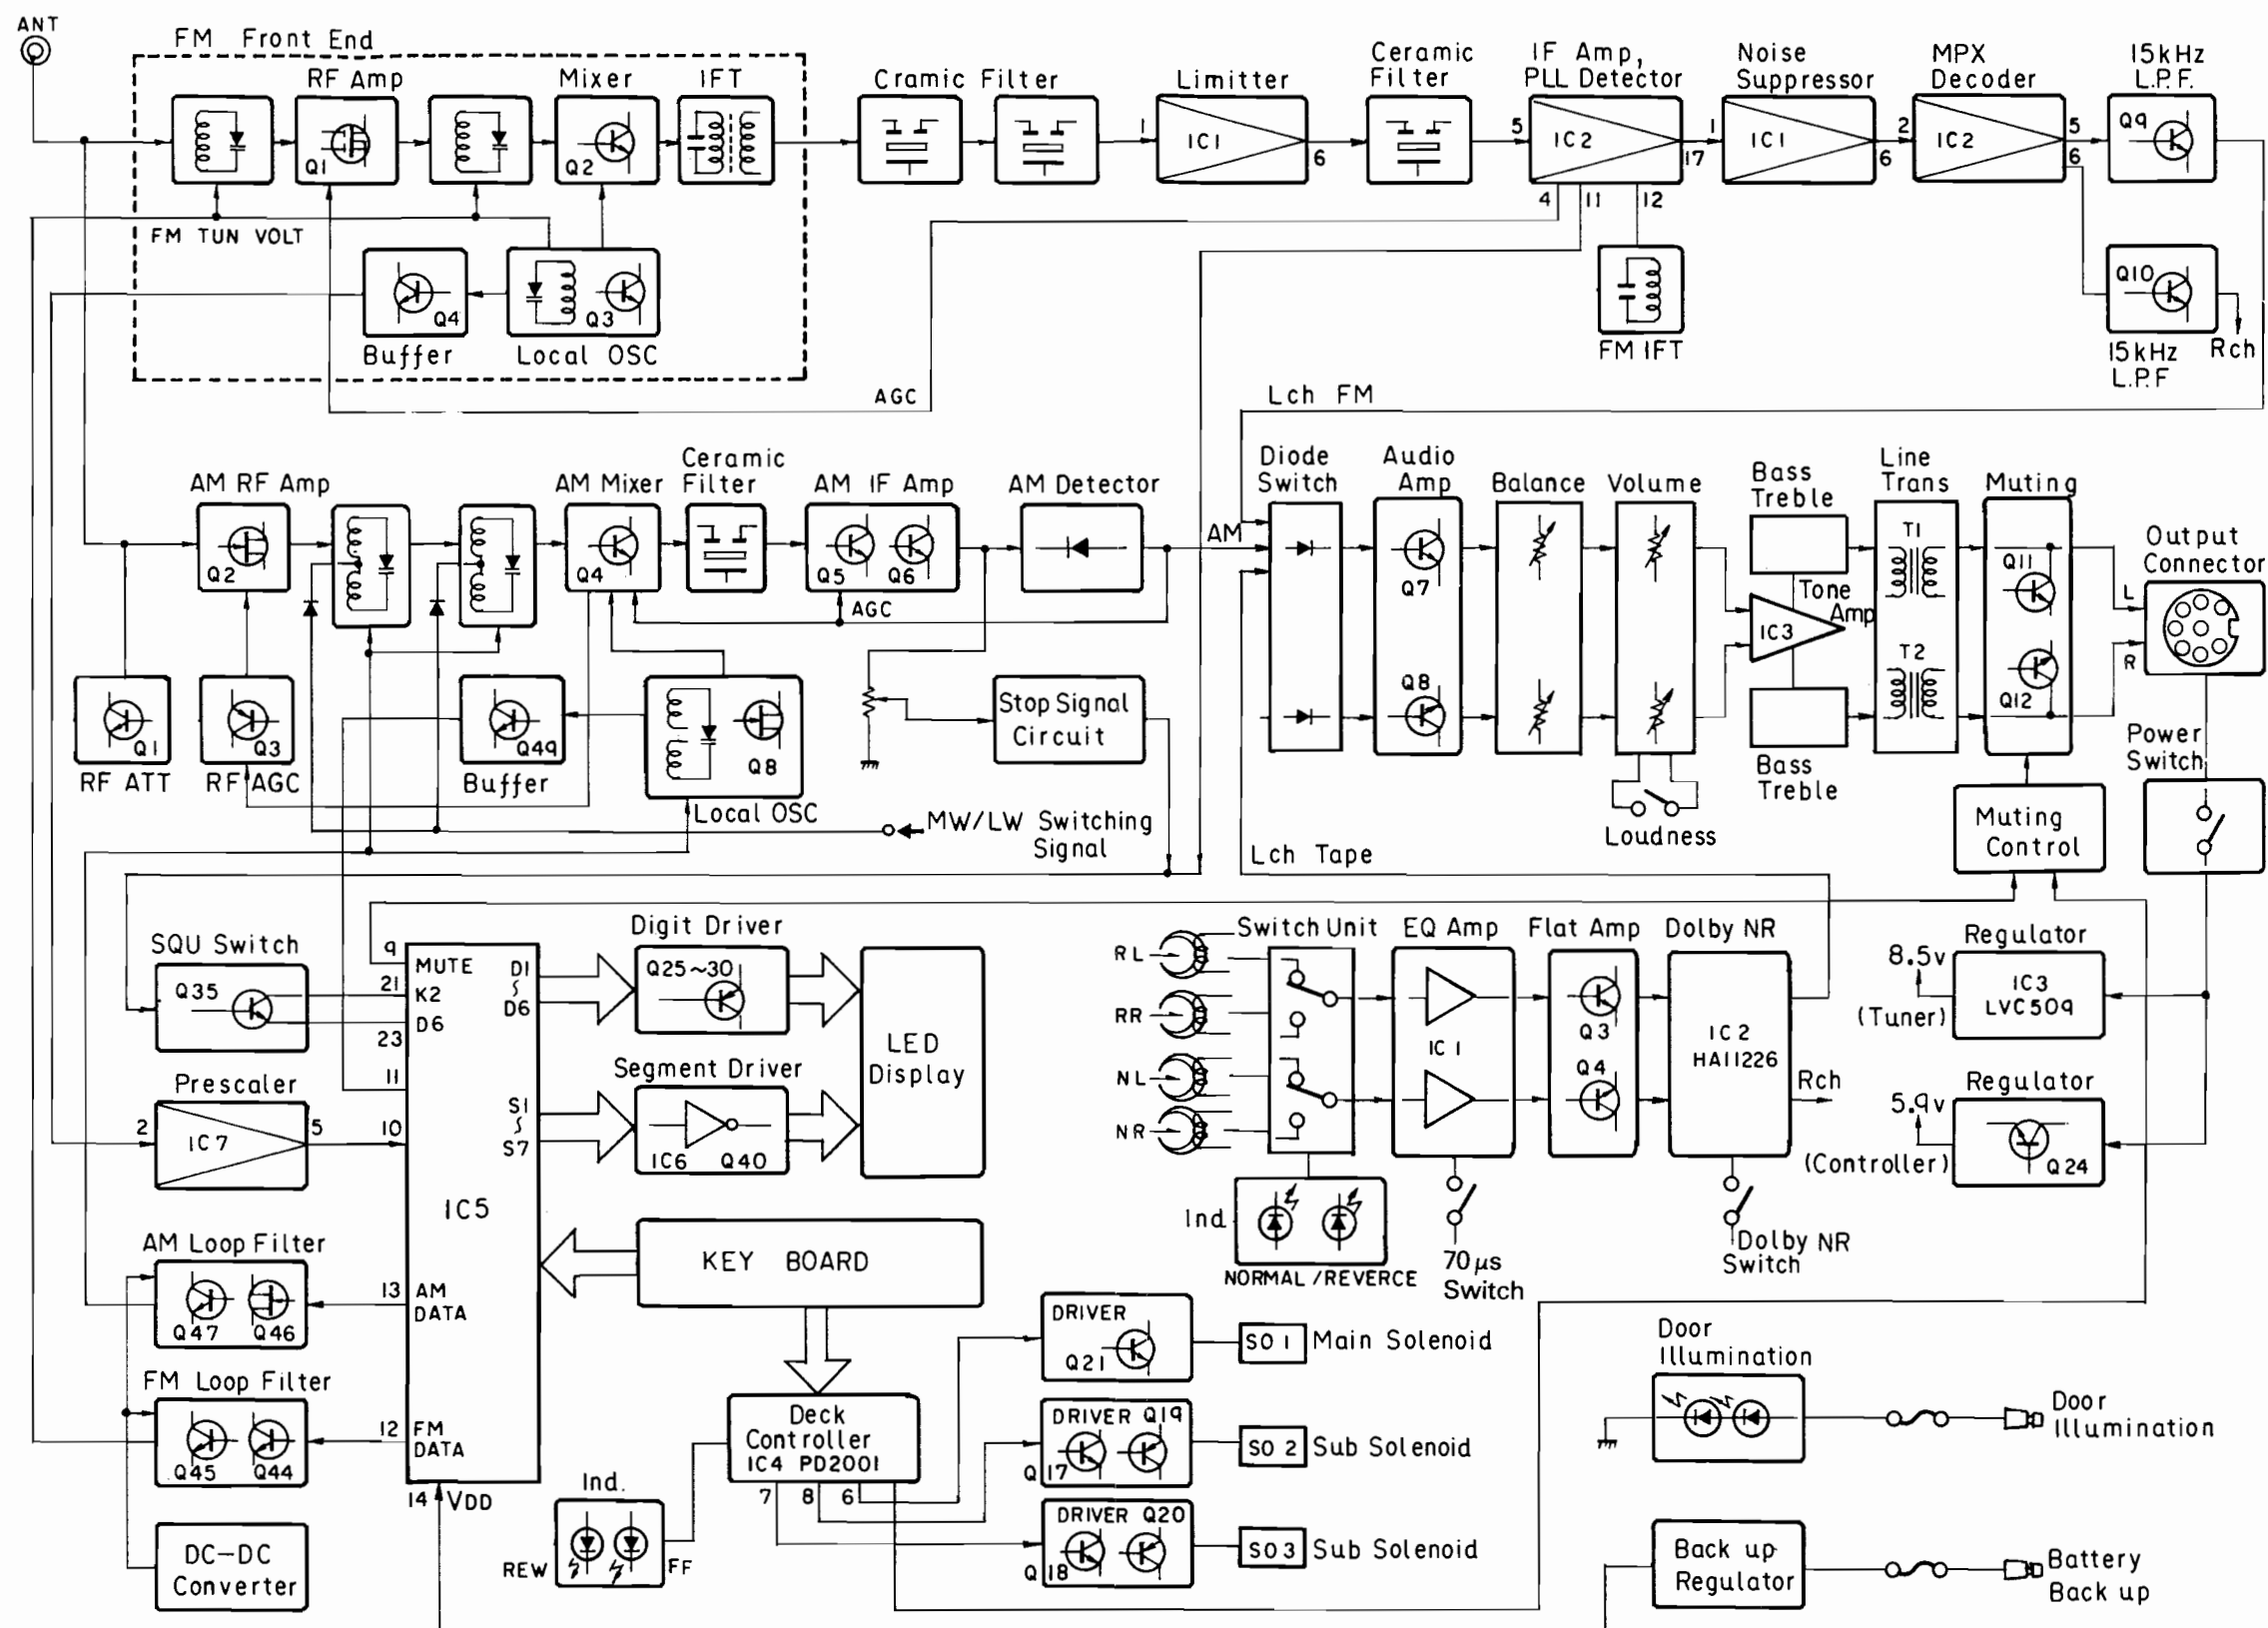 ANT
FM Front End
RF Amp
Mixer
IFT
Cramic Filter
Limitter
Ceramic
Filter
IF Amp,
PLL Detector
Noise
Suppressor
MPX
Decoder
15kHz
L.P.F.
Q1
Q2
1
IC1
6
5
IC2
17
1
IC1
6
2
IC2
5
6
Q9
4
11
12
FM TUN VOLT
Q4
Q3
Buffer
Local OSC
FM IFT
Q10
15kHz
L.P.F
Rch
AGC
Lch FM
AM RF Amp
AM Mixer
Ceramic
Filter
AM IF Amp
AM Detector
Diode
Switch
Audio
Amp
Balance
Volume
Bass
Treble
Line
Trans
Muting
Q2
Q4
Q5
Q6
AGC
AM
Q7
Q8
Tone
Amp
IC3
T1
T2
Q11
Q12
Output
Connector
L
R
Q1
RF ATT
Q3
RF AGC
Q49
Buffer
Q8
Local OSC
Stop Signal
Circuit
Bass
Treble
Loudness
Power
Switch
MW/LW Switching
Signal
Muting
Control
Lch Tape
SQU Switch
Q35
9
MUTE
21
K2
D6
23
11
D1
D6
Digit Driver
Q25~30
LED
Display
Segment Driver
IC6 Q40
S1
S7
Prescaler
2
IC7
5
10
IC5
AM Loop Filter
Q47
Q46
13
AM
DATA
FM Loop Filter
Q45
Q44
12
FM
DATA
14 VDD
DC-DC
Converter
KEY BOARD
Deck
Controller
IC4 PD2001
7
8
6
Ind.
REW
FF
RL
RR
NL
NR
Switch Unit
EQ Amp
IC1
Flat Amp
Q3
Q4
Dolby NR
IC2
HA11226
Rch
Ind
NORMAL/REVERCE
70μs
Switch
Dolby NR
Switch
Regulator
8.5v
(Tuner)
IC3
LVC509
Regulator
5.9v
(Controller)
Q24
DRIVER
Q21
SO 1
Main Solenoid
DRIVER Q19
Q17
SO 2
Sub Solenoid
DRIVER Q20
Q18
SO3
Sub Solenoid
Door
Illumination
Door
Illumination
Back up
Regulator
Battery
Back up